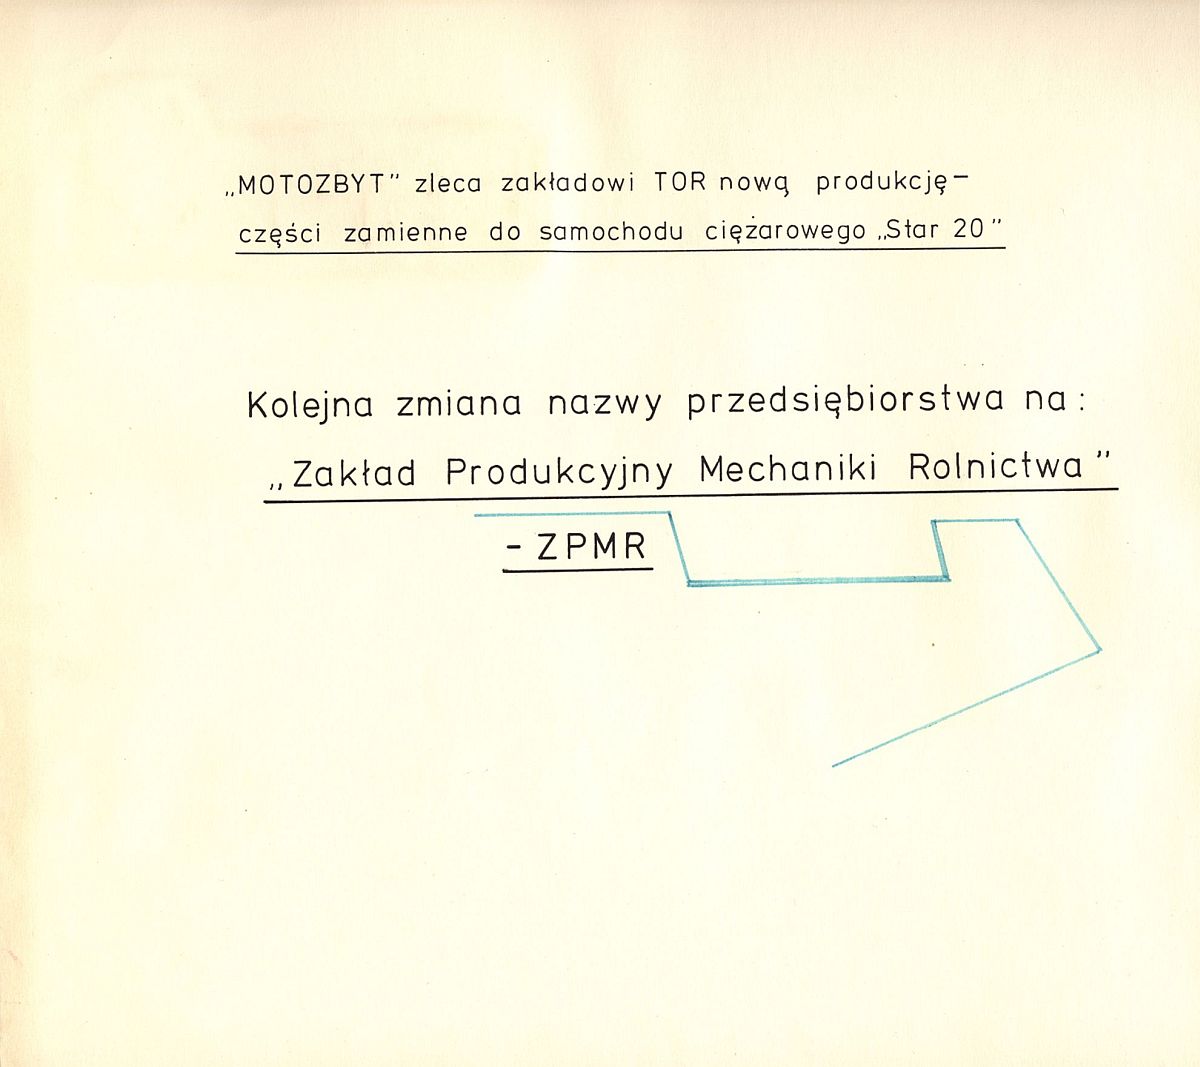 „MOTOZBYT” zleca zakładowi TOR nową produkcję –
części zamienne do samochodu ciężarowego „Star 20”
Kolejna zmiana nazwy przedsiębiorstwa na:
„Zakład Produkcyjny Mechaniki Rolnictwa”
- ZPMR